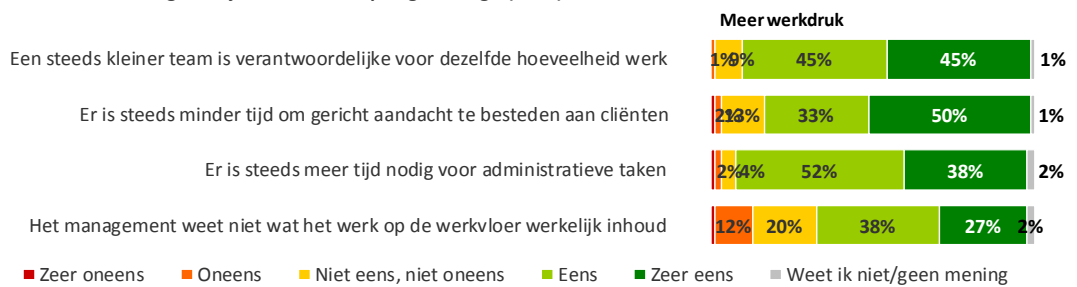 Meer werkdruk
Een steeds kleiner team is verantwoordelijke voor dezelfde hoeveelheid werk 1% 9% 45% 45% 1%
Er is steeds minder tijd om gericht aandacht te besteden aan cliënten 2% 13% 33% 50% 1%
Er is steeds meer tijd nodig voor administratieve taken 2% 4% 52% 38% 2%
Het management weet niet wat het werk op de werkvloer werkelijk inhoud 12% 20% 38% 27% 2%
Zeer oneens Oneens Niet eens, niet oneens Eens Zeer eens Weet ik niet/geen mening